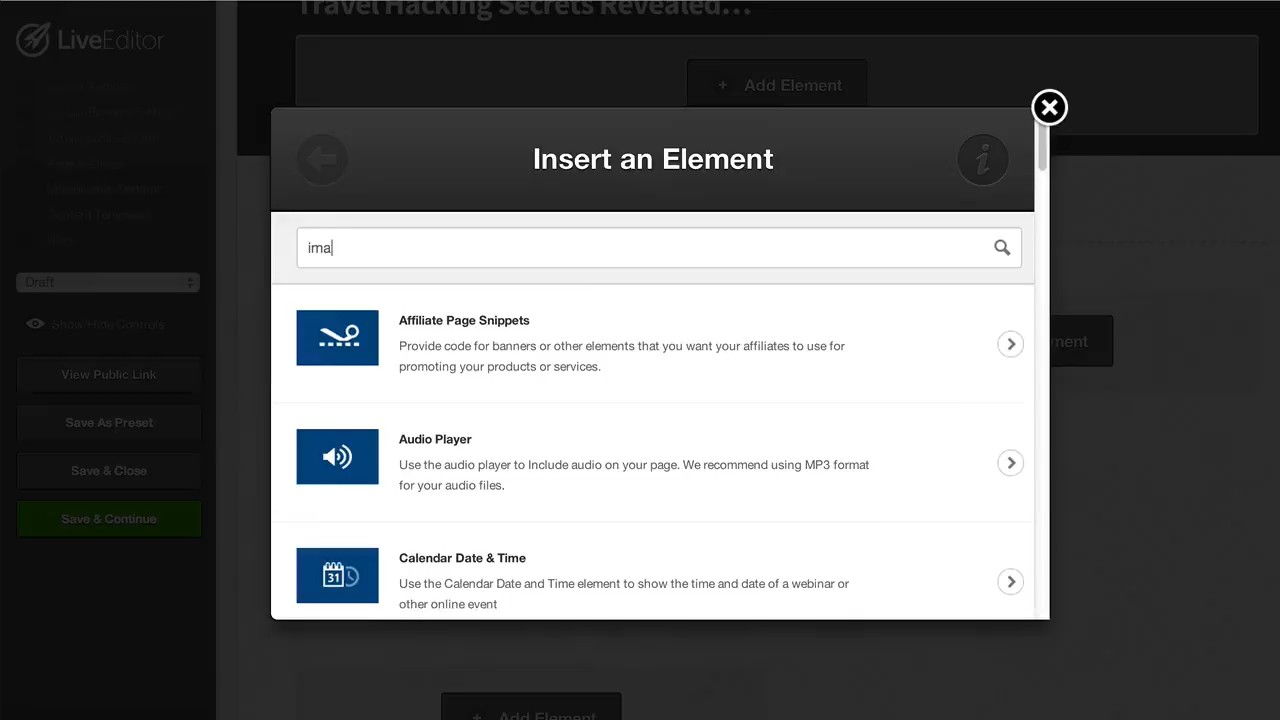 Travel Hacking Secrets Revealed...
LiveEditor
+ Add Element
Insert an Element
ima
Affiliate Page Snippets
Provide code for banners or other elements that you want your affiliates to use for
promoting your products or services.
Draft
Show/Hide Controls
ment
View Public Link
Save As Preset
Audio Player
Use the audio player to Include audio on your page. We recommend using MP3 format
for your audio files.
Save & Close
Save & Continue
Calendar Date & Time
31
Use the Calendar Date and Time element to show the time and date of a webinar or
other online event
+ Add Element